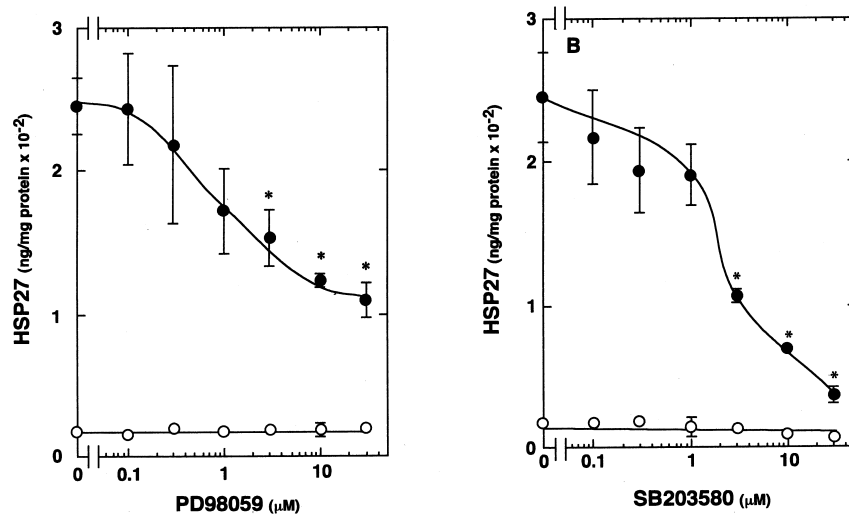 3
2
1
0
HSP27 (ng/mg protein x 10-2)
*
*
*
0 0.1 1 10
PD98059 (µM)
B
3
2
1
0
HSP27 (ng/mg protein x 10-2)
*
*
*
0 0.1 1 10
SB203580 (µM)